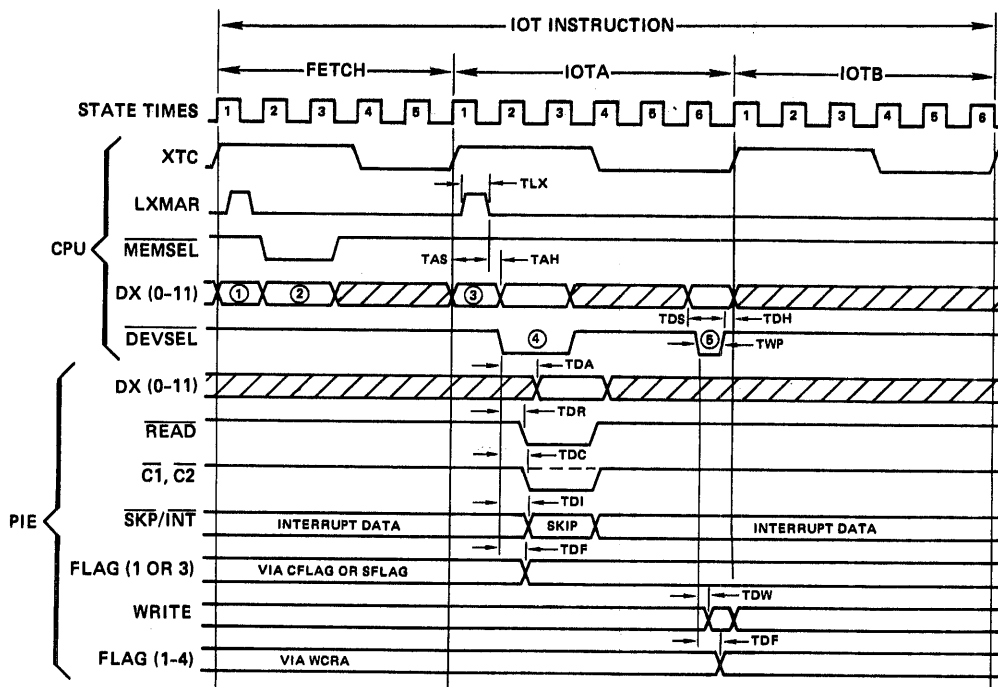 IOT INSTRUCTION
FETCH IOTA IOTB
STATE TIMES 1 2 3 4 5 1 2 3 4 5 6 1 2 3 4 5 6
XTC
TLX
LXMAR
CPU
MEMSEL
TAS TAH
DX (0-11) 1 2 3
TDS TDH
DEVSEL 4 5
TWP
TDA
DX (0-11)
TDR
READ
TDC
C1, C2
TDI
PIE
SKP/INT INTERRUPT DATA SKIP INTERRUPT DATA
TDF
FLAG (1 OR 3) VIA CFLAG OR SFLAG
TDW
WRITE
TDF
FLAG (1-4) VIA WCRA